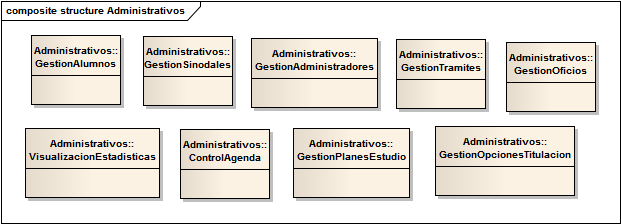 composite structure Administrativos
Administrativos::
GestionAlumnos
Administrativos::
GestionSinodales
Administrativos::
GestionAdministradores
Administrativos::
GestionTramites
Administrativos::
GestionOficios
Administrativos::
VisualizacionEstadisticas
Administrativos::
ControlAgenda
Administrativos::
GestionPlanesEstudio
Administrativos::
GestionOpcionesTitulacion